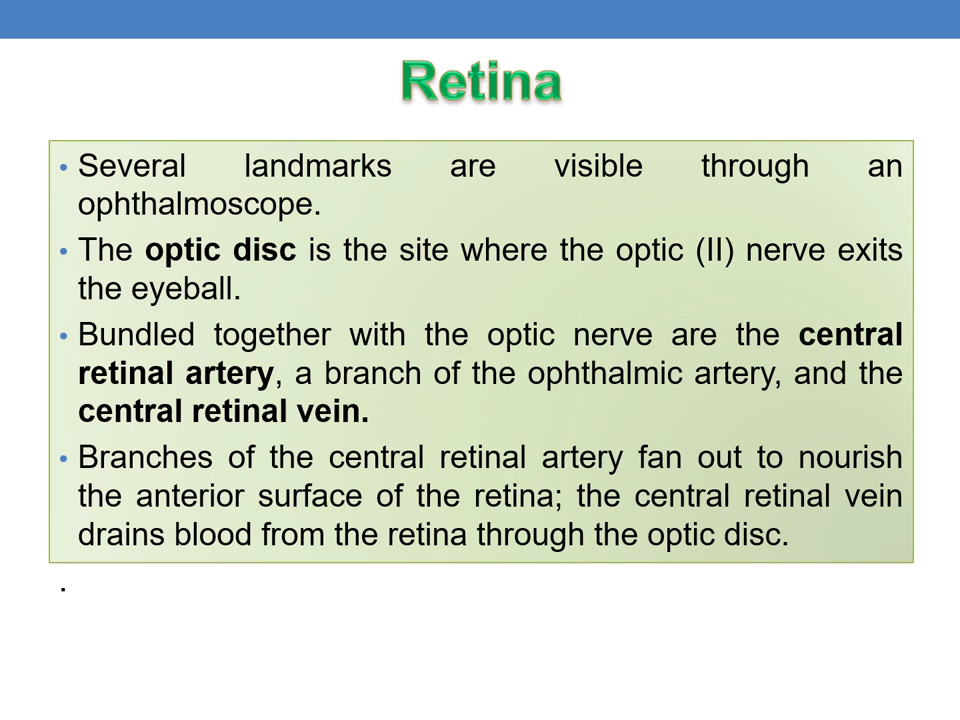 Retina
• Several landmarks are visible through an
ophthalmoscope.
• The optic disc is the site where the optic (II) nerve exits
the eyeball.
• Bundled together with the optic nerve are the central
retinal artery, a branch of the ophthalmic artery, and the
central retinal vein.
• Branches of the central retinal artery fan out to nourish
the anterior surface of the retina; the central retinal vein
drains blood from the retina through the optic disc.
.